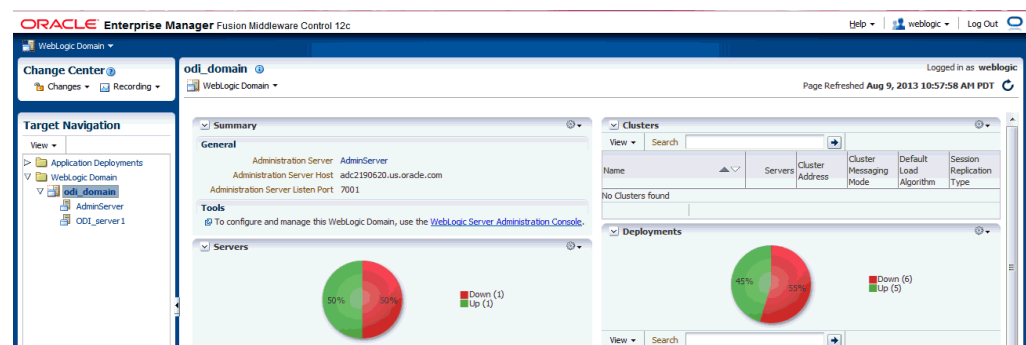 ORACLE Enterprise Manager Fusion Middleware Control 12c
Help weblogic Log Out
WebLogic Domain
Change Center
Changes Recording
odi_domain
Logged in as weblogic
WebLogic Domain
Page Refreshed Aug 9, 2013 10:57:58 AM PDT
Target Navigation
View
Application Deployments
WebLogic Domain
odi_domain
AdminServer
ODI_server1
Summary
General
Administration Server AdminServer
Administration Server Host adc2190620.us.oracle.com
Administration Server Listen Port 7001
Tools
To configure and manage this WebLogic Domain, use the WebLogic Server Administration Console.
Servers
50% 50%
Down (1)
Up (1)
Clusters
View Search
Name Servers Cluster Address Cluster Messaging Mode Default Load Algorithm Session Replication Type
No Clusters found
Deployments
45% 55%
Down (6)
Up (5)
View Search